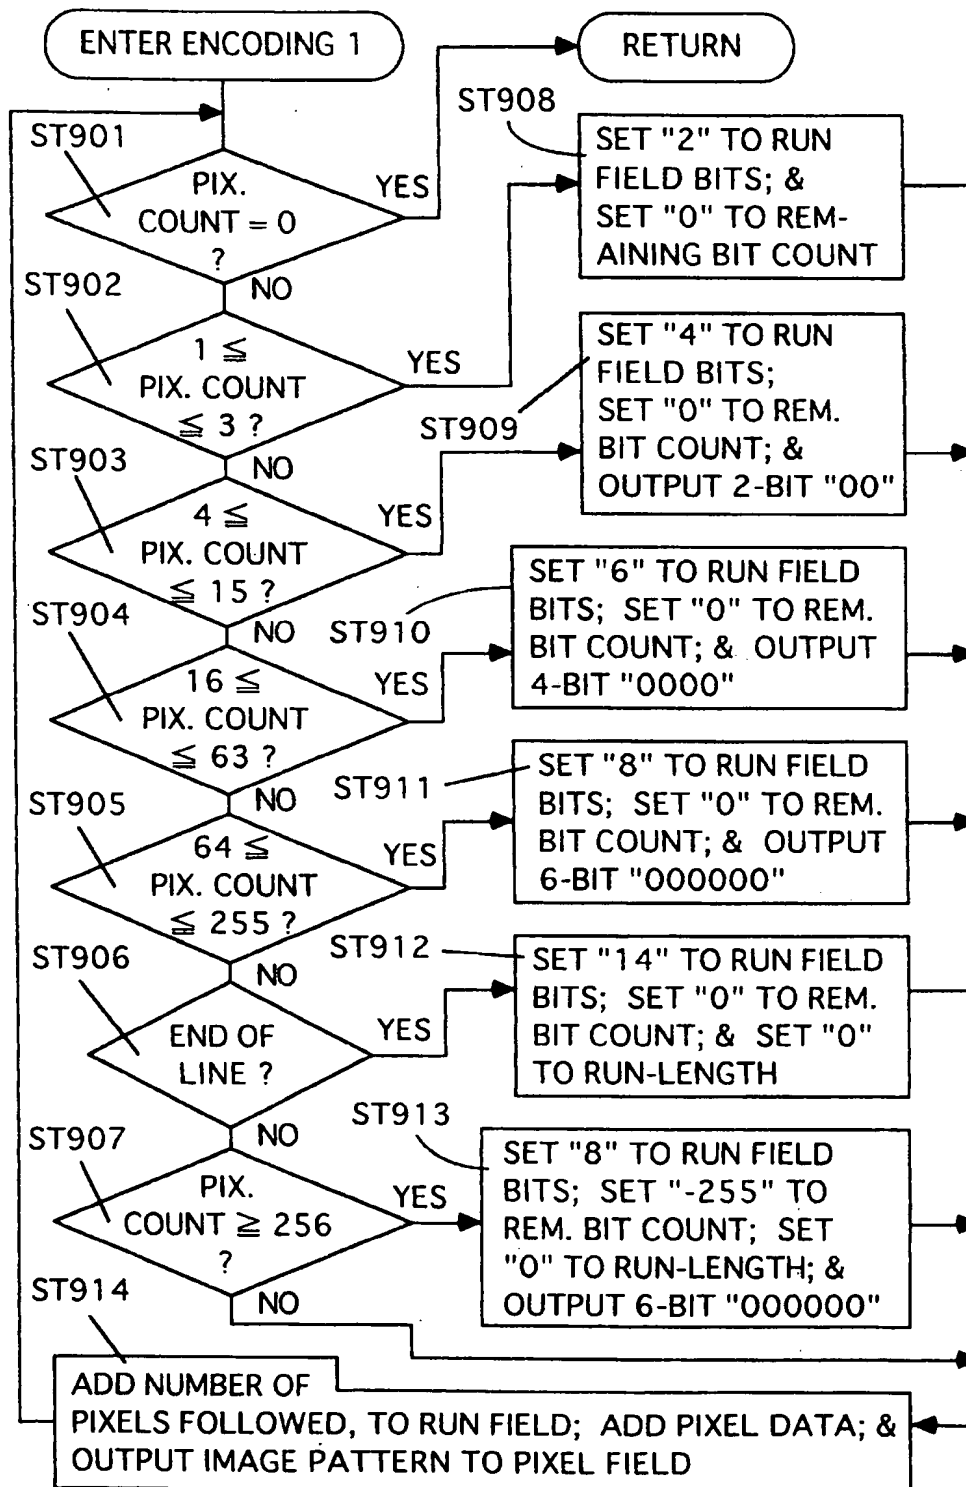 ENTER ENCODING 1
RETURN
ST901
PIX.
COUNT = 0
?
YES
NO
ST908
SET "2" TO RUN
FIELD BITS; &
SET "0" TO REM-
AINING BIT COUNT
ST902
1 ≦
PIX. COUNT
≦ 3 ?
YES
NO
ST909
SET "4" TO RUN
FIELD BITS;
SET "0" TO REM.
BIT COUNT; &
OUTPUT 2-BIT "00"
ST903
4 ≦
PIX. COUNT
≦ 15 ?
YES
NO
ST910
SET "6" TO RUN FIELD
BITS; SET "0" TO REM.
BIT COUNT; & OUTPUT
4-BIT "0000"
ST904
16 ≦
PIX. COUNT
≦ 63 ?
YES
NO
ST911
SET "8" TO RUN FIELD
BITS; SET "0" TO REM.
BIT COUNT; & OUTPUT
6-BIT "000000"
ST905
64 ≦
PIX. COUNT
≦ 255 ?
YES
NO
ST912
SET "14" TO RUN FIELD
BITS; SET "0" TO REM.
BIT COUNT; & SET "0"
TO RUN-LENGTH
ST906
END OF
LINE ?
YES
NO
ST913
SET "8" TO RUN FIELD
BITS; SET "-255" TO
REM. BIT COUNT; SET
"0" TO RUN-LENGTH; &
OUTPUT 6-BIT "000000"
ST907
PIX.
COUNT ≧ 256
?
YES
NO
ST914
ADD NUMBER OF
PIXELS FOLLOWED, TO RUN FIELD; ADD PIXEL DATA; &
OUTPUT IMAGE PATTERN TO PIXEL FIELD